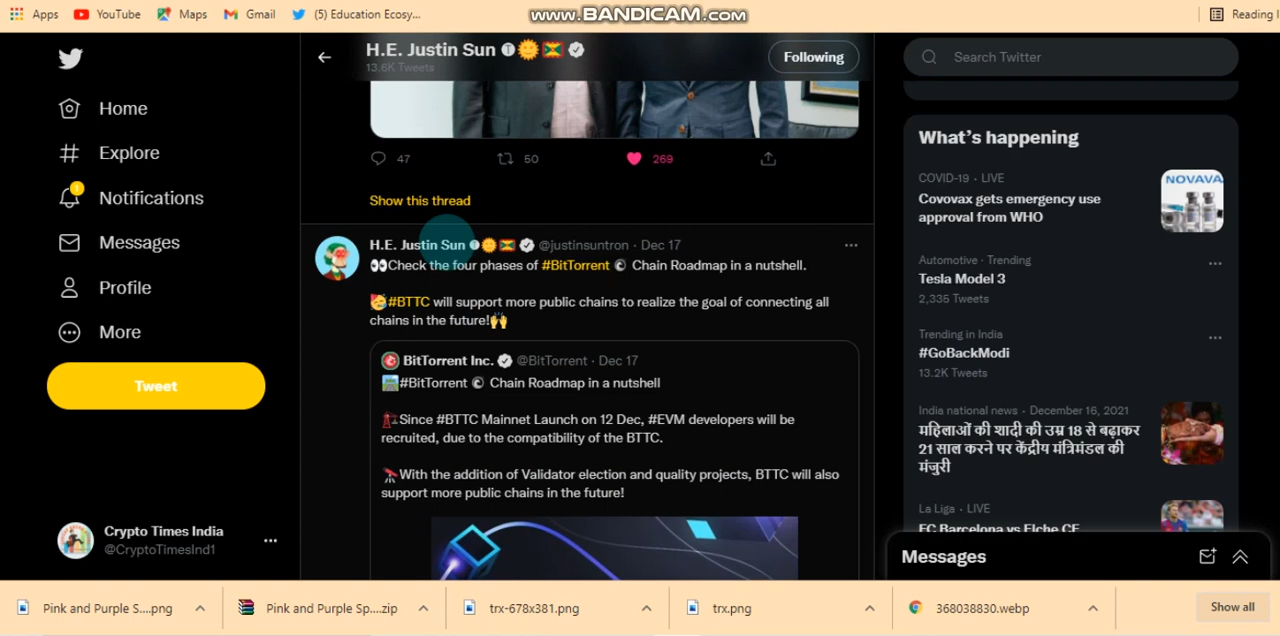 Apps YouTube Maps Gmail (5) Education Ecosy...
www.BANDICAM.com
Reading
Home
Explore
1
Notifications
Messages
Profile
More
Tweet
Crypto Times India
@CryptoTimesInd1
H.E. Justin Sun
13.6K Tweets
Following
47 50 269
Show this thread
H.E. Justin Sun @justinsuntron · Dec 17
👀Check the four phases of #BitTorrent Chain Roadmap in a nutshell.
🥳#BTTC will support more public chains to realize the goal of connecting all
chains in the future!🙌
BitTorrent Inc. @BitTorrent · Dec 17
#BitTorrent Chain Roadmap in a nutshell
Since #BTTC Mainnet Launch on 12 Dec, #EVM developers will be
recruited, due to the compatibility of the BTTC.
🔭With the addition of Validator election and quality projects, BTTC will also
support more public chains in the future!
Search Twitter
What's happening
COVID-19 · LIVE
Covovax gets emergency use
approval from WHO
NOVAVA
Automotive · Trending
Tesla Model 3
2,335 Tweets
Trending in India
#GoBackModi
13.2K Tweets
India national news · December 16, 2021
महिलाओं की शादी की उम्र 18 से बढ़ाकर
21 साल करने पर केंद्रीय मंत्रिमंडल की
मंजूरी
La Liga · LIVE
FC Barcelona vs Elche CF
Messages
Pink and Purple S....png
Pink and Purple Sp....zip
trx-678x381.png
trx.png
368038830.webp
Show all